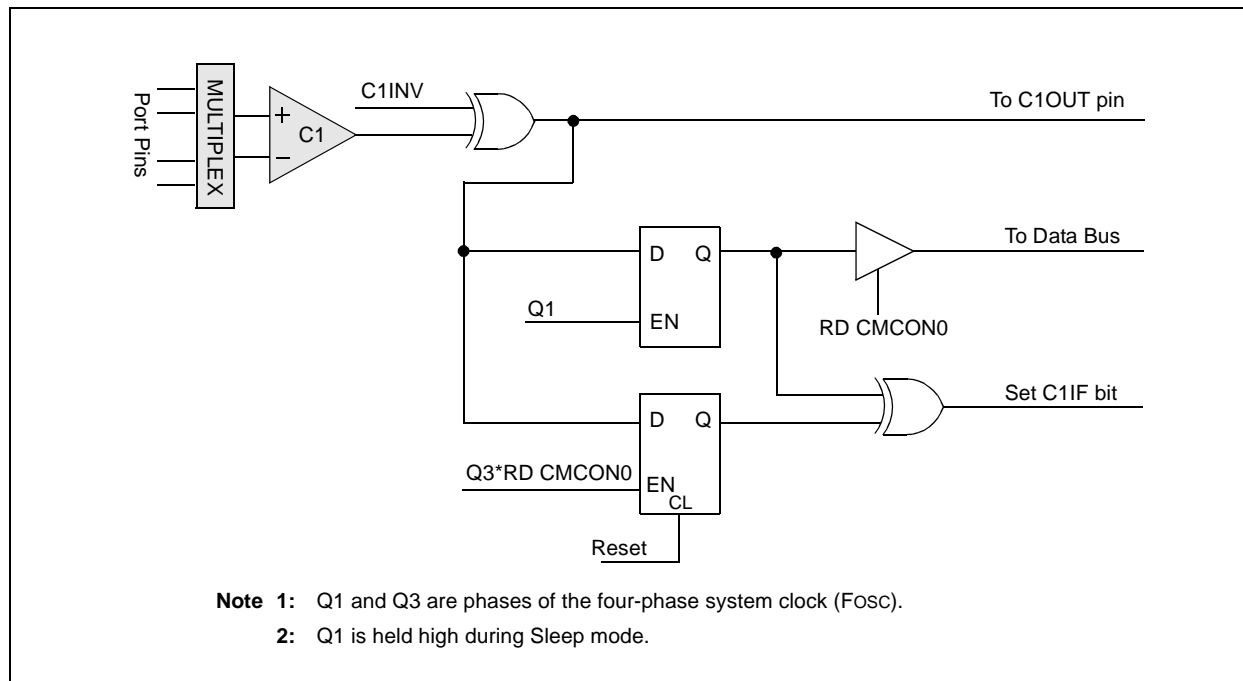 Port Pins
MULTIPLEX
+
−
C1
C1INV
To C1OUT pin
D Q
Q1
EN
To Data Bus
RD CMCON0
D Q
Q3*RD CMCON0
EN
CL
Reset
Set C1IF bit
Note 1: Q1 and Q3 are phases of the four-phase system clock (FOSC).
2: Q1 is held high during Sleep mode.